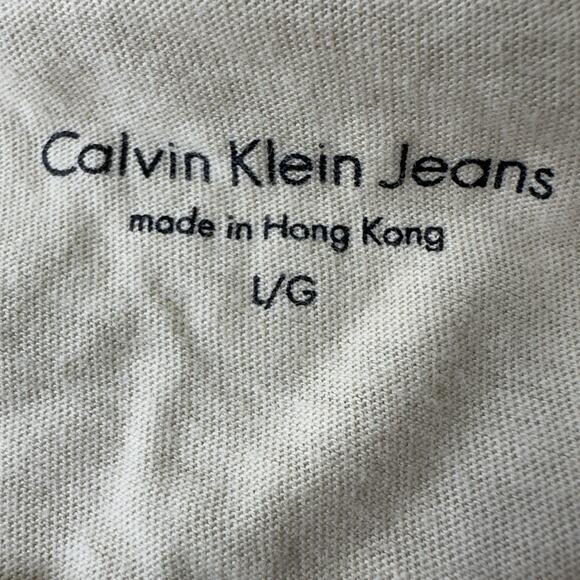 Calvin Klein Jeans
made in Hong Kong
L/G